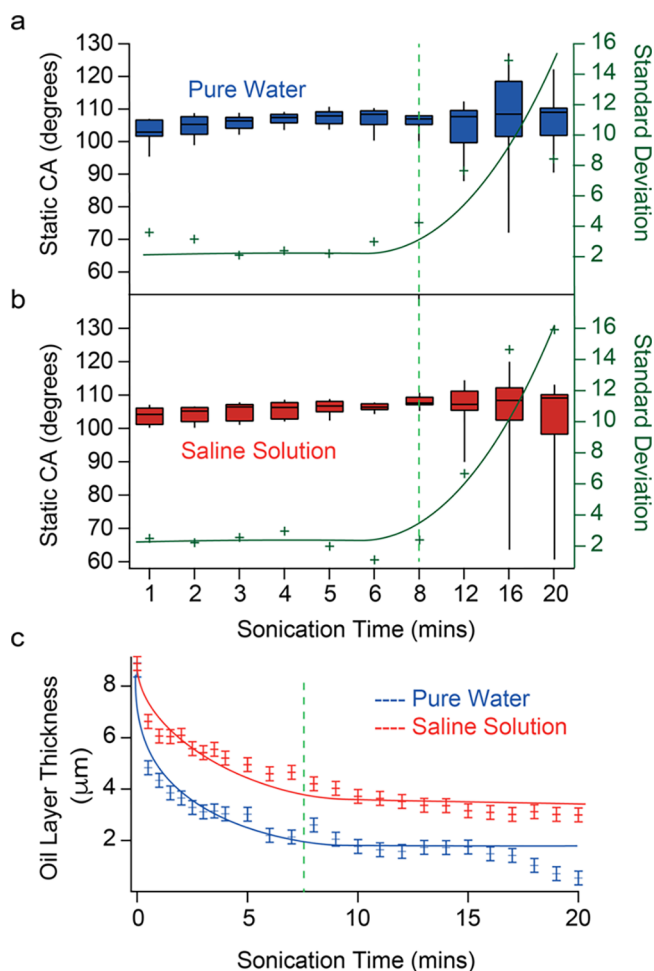 a
130
120
110
100
90
80
70
60
Static CA (degrees)
Pure Water
16
14
12
10
8
6
4
2
Standard Deviation
b
130
120
110
100
90
80
70
60
Static CA (degrees)
Saline Solution
16
14
12
10
8
6
4
2
Standard Deviation
1 2 3 4 5 6 8 12 16 20
Sonication Time (mins)
c
8
6
4
2
Oil Layer Thickness
(μm)
Pure Water
Saline Solution
0 5 10 15 20
Sonication Time (mins)